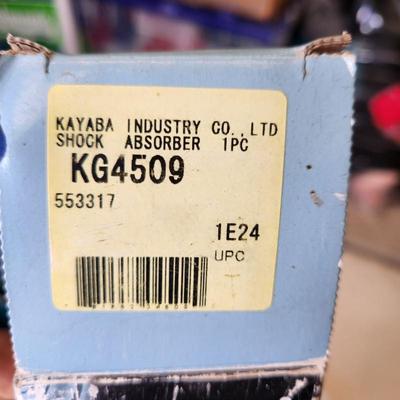 KAYABA INDUSTRY CO.,LTD
SHOCK ABSORBER 1PC
KG4509
553317
1E24
UPC